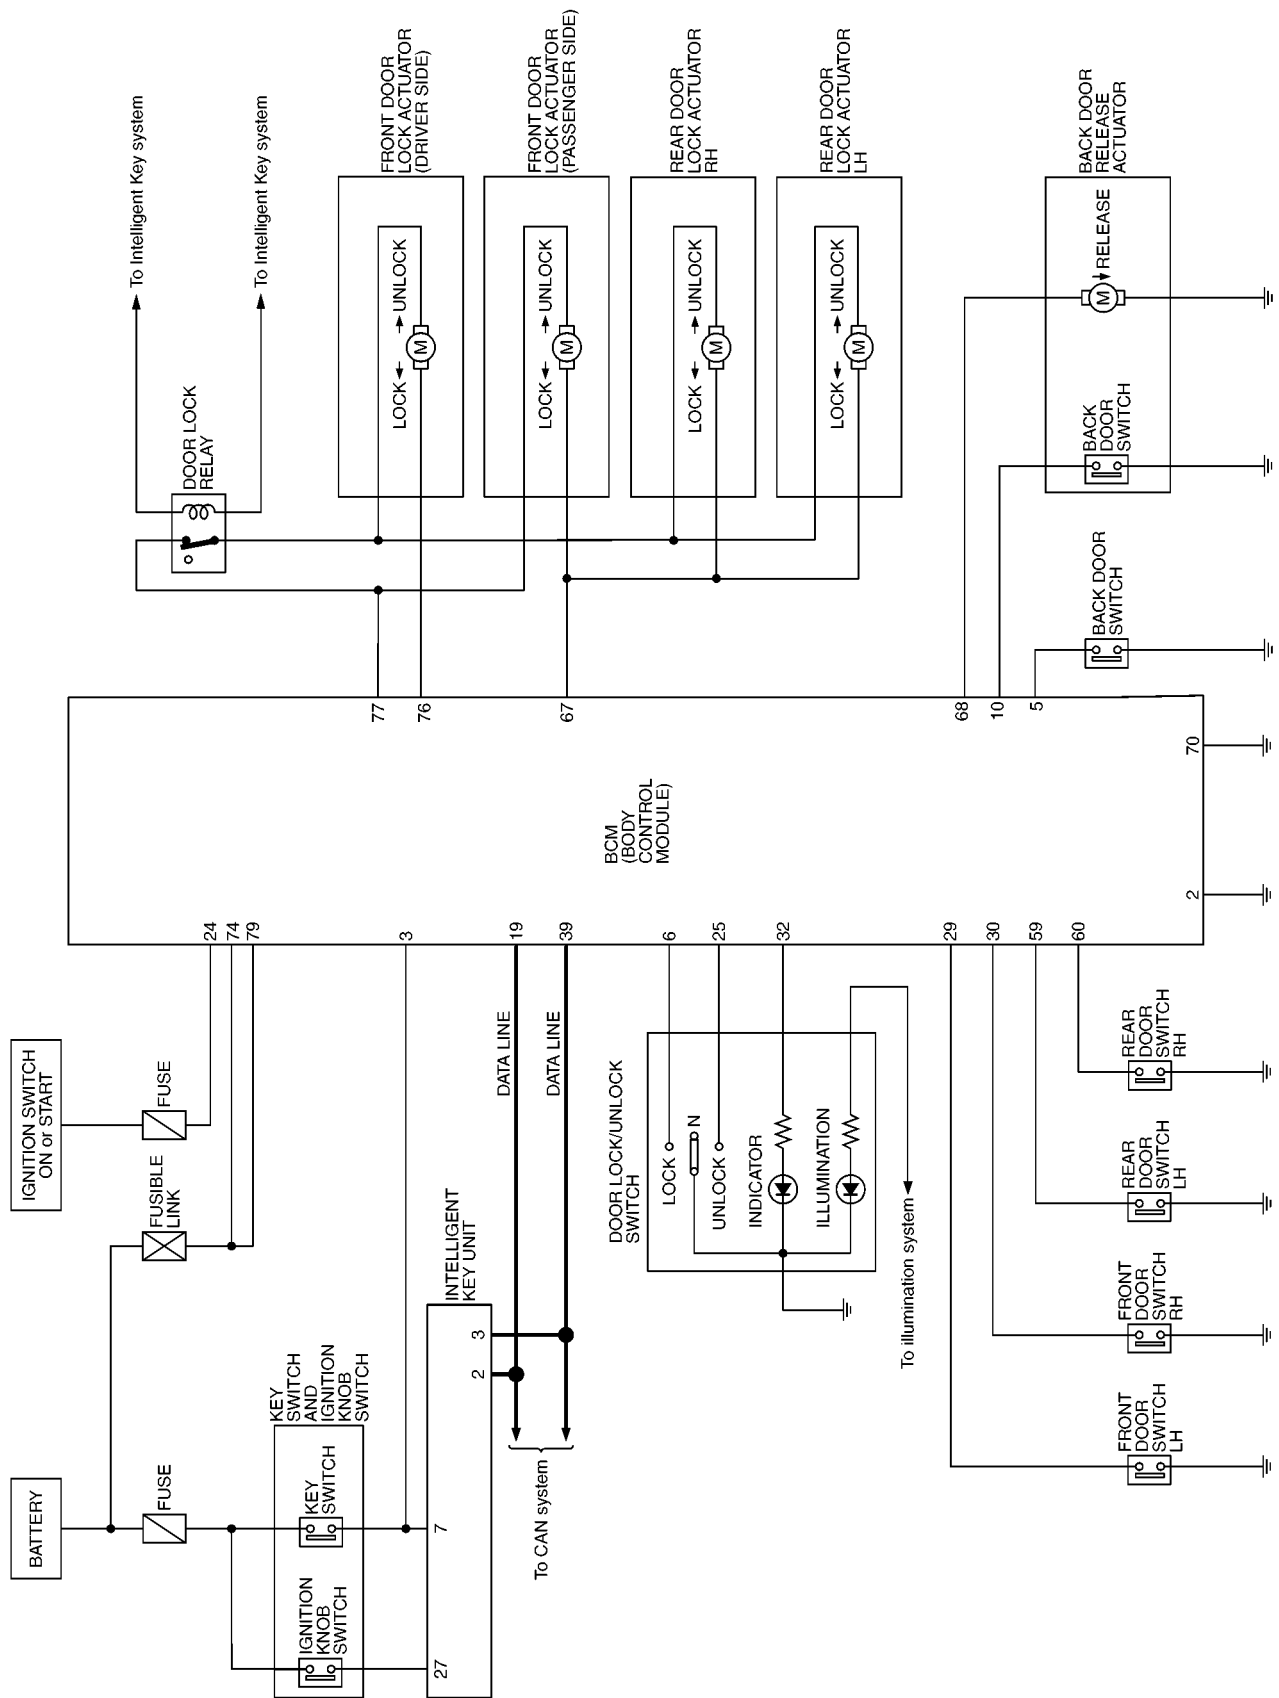 BATTERY
IGNITION SWITCH
ON or START
FUSE
FUSIBLE
LINK
FUSE
KEY
SWITCH
AND
IGNITION
KNOB
SWITCH
IGNITION
KNOB
SWITCH
KEY
SWITCH
27
7
2
3
INTELLIGENT
KEY UNIT
To CAN system
DATA LINE
DATA LINE
DOOR LOCK/UNLOCK
SWITCH
LOCK
N
UNLOCK
INDICATOR
ILLUMINATION
To illumination system
FRONT
DOOR
SWITCH
LH
FRONT
DOOR
SWITCH
RH
REAR
DOOR
SWITCH
LH
REAR
DOOR
SWITCH
RH
24
74
79
3
19
39
6
25
32
29
30
59
60
BCM
(BODY
CONTROL
MODULE)
2
70
77
76
67
68
10
5
DOOR LOCK
RELAY
To Intelligent Key system
To Intelligent Key system
FRONT DOOR
LOCK ACTUATOR
(DRIVER SIDE)
LOCK
UNLOCK
M
FRONT DOOR
LOCK ACTUATOR
(PASSENGER SIDE)
LOCK
UNLOCK
M
REAR DOOR
LOCK ACTUATOR
RH
LOCK
UNLOCK
M
REAR DOOR
LOCK ACTUATOR
LH
LOCK
UNLOCK
M
BACK DOOR
SWITCH
BACK DOOR
RELEASE
ACTUATOR
BACK
DOOR
SWITCH
M
RELEASE